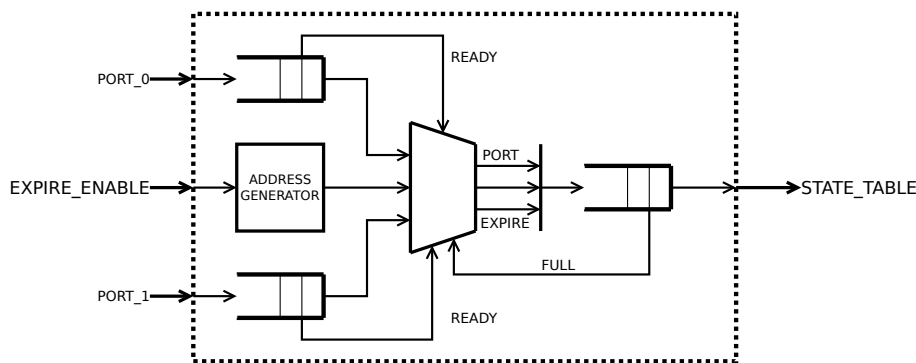 READY
PORT_0
PORT
EXPIRE_ENABLE
ADDRESS
GENERATOR
STATE_TABLE
EXPIRE
FULL
PORT_1
READY